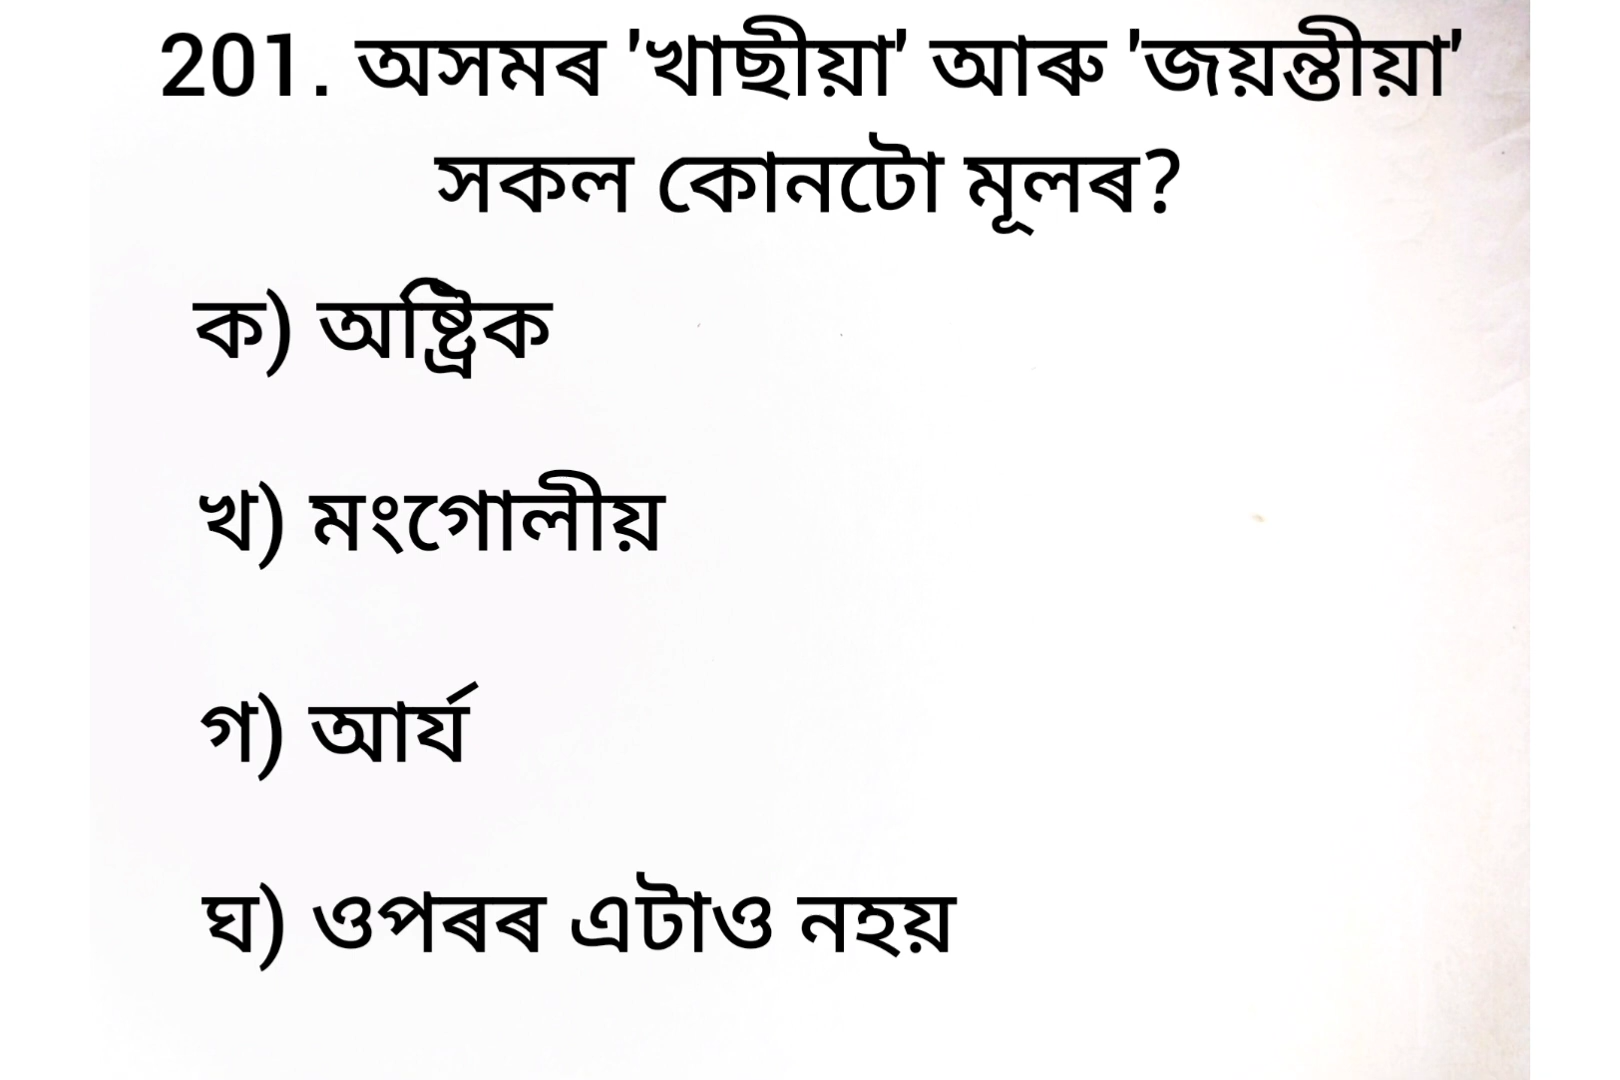 201. অসমৰ 'খাছীয়া' আৰু 'জয়ন্তীয়া'
সকল কোনটো মূলৰ?
ক) অষ্ট্ৰিক
খ) মংগোলীয়
গ) আৰ্য
ঘ) ওপৰৰ এটাও নহয়